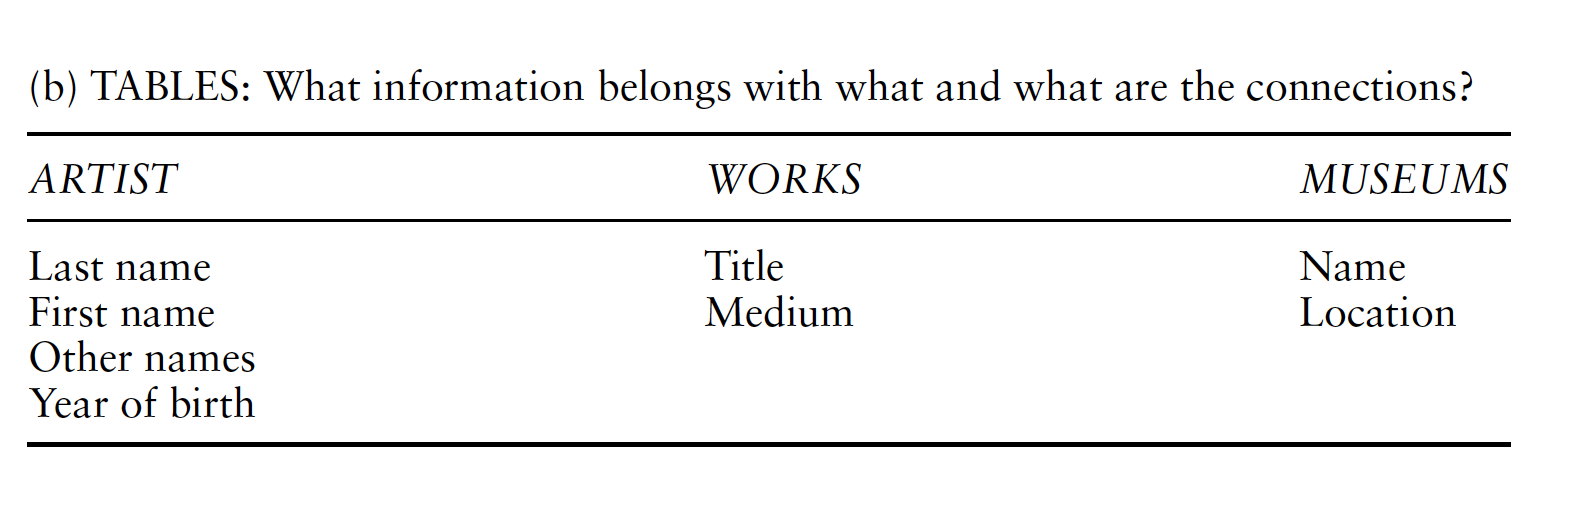 (b) TABLES: What information belongs with what and what are the connections?
ARTIST WORKS MUSEUMS
Last name Title Name
First name Medium Location
Other names
Year of birth